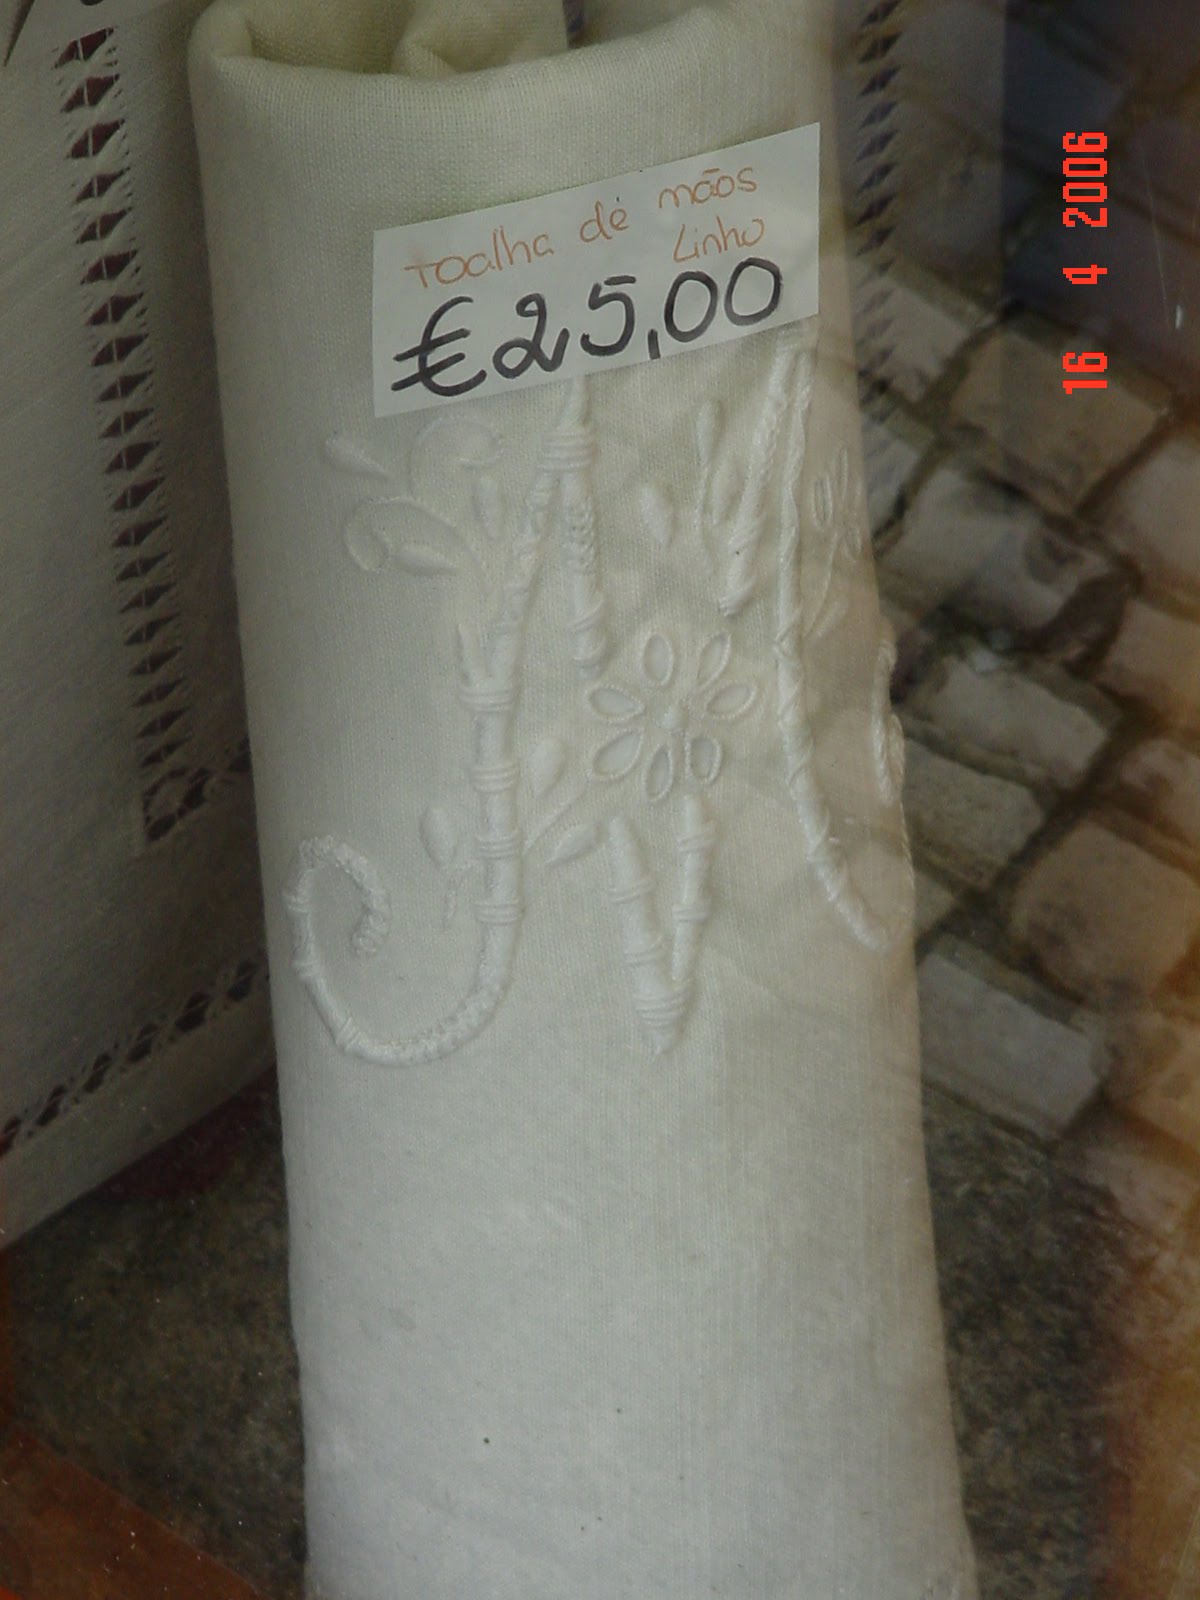 Toalha de mãos
Linho
€25,00
16 4 2006